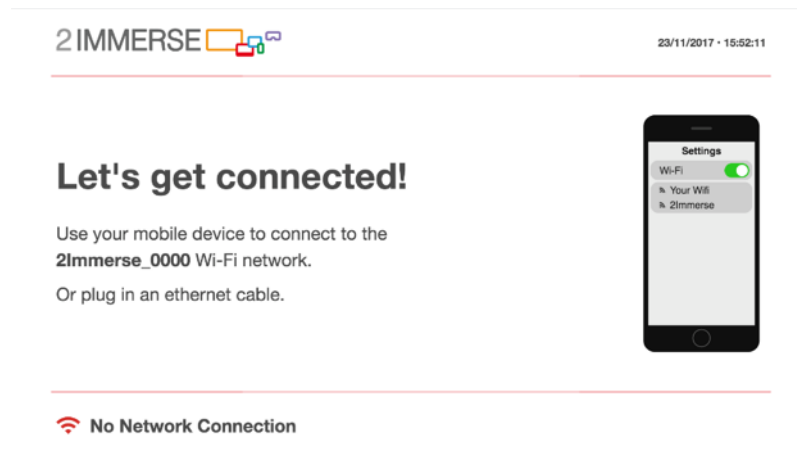 2IMMERSE
23/11/2017 · 15:52:11
Let's get connected!
Use your mobile device to connect to the
2Immerse_0000 Wi-Fi network.
Or plug in an ethernet cable.
Settings
Wi-Fi
Your Wifi
2Immerse
No Network Connection